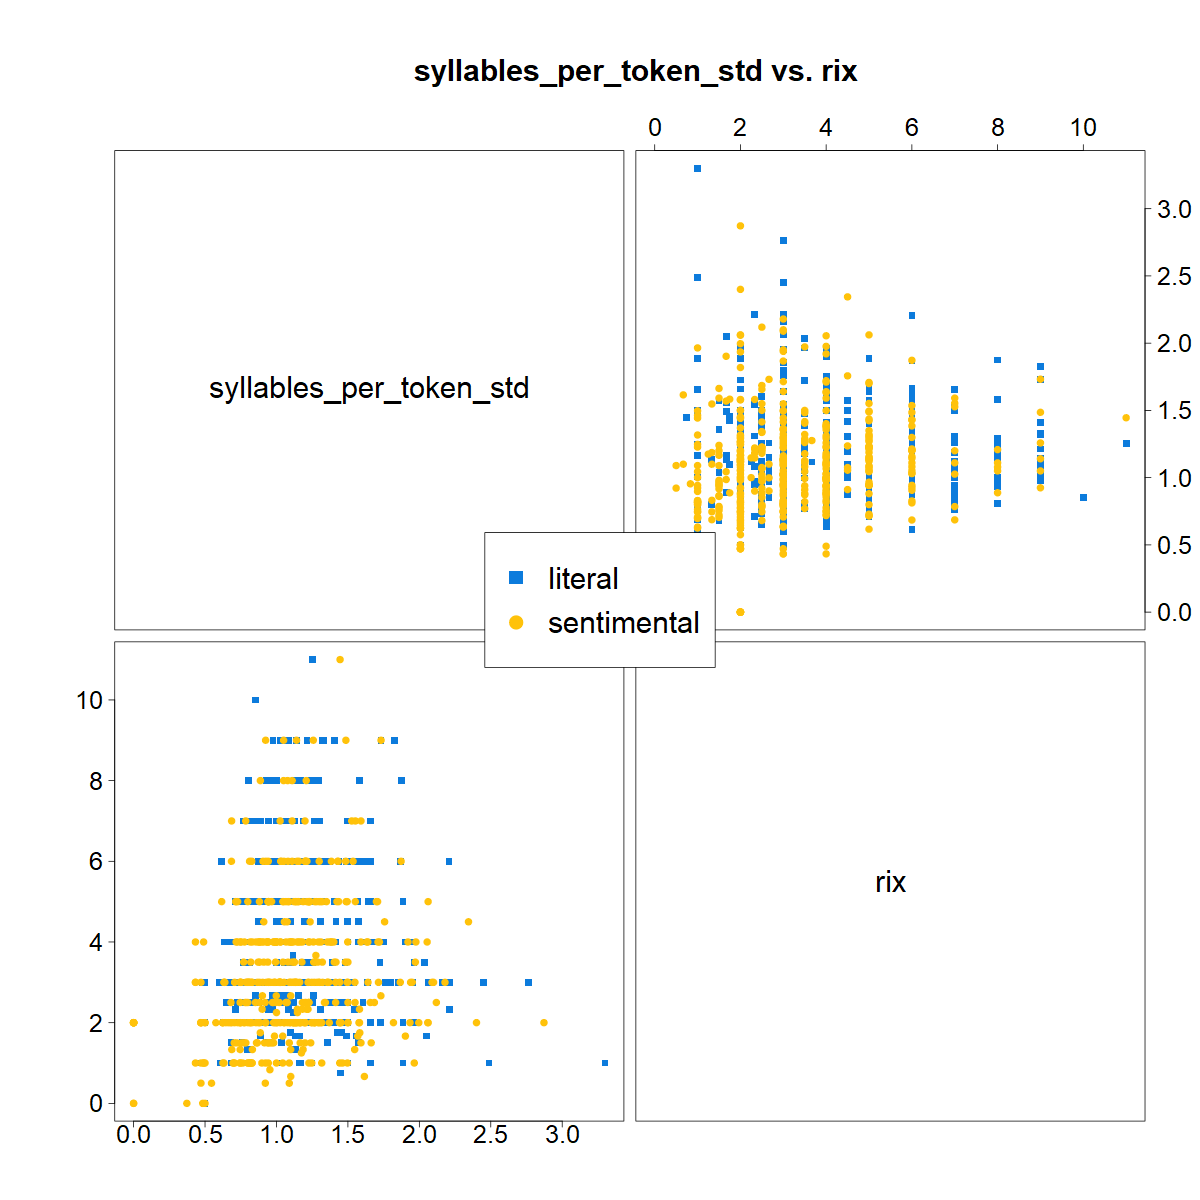 syllables_per_token_std vs. rix
0 2 4 6 8 10
syllables_per_token_std
3.0
2.5
2.0
1.5
1.0
0.5
0.0
literal
sentimental
10
8
6
4
2
0
rix
0.0 0.5 1.0 1.5 2.0 2.5 3.0